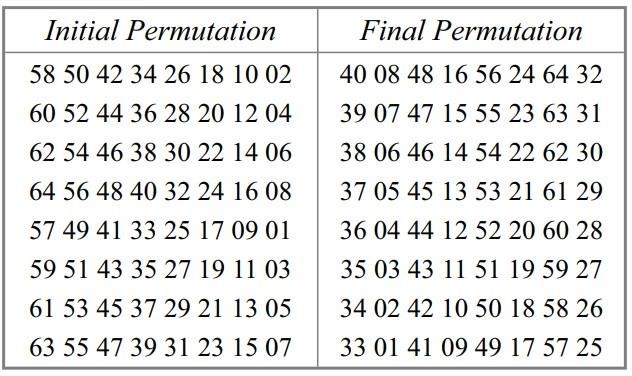 Initial Permutation Final Permutation
58 50 42 34 26 18 10 02 40 08 48 16 56 24 64 32
60 52 44 36 28 20 12 04 39 07 47 15 55 23 63 31
62 54 46 38 30 22 14 06 38 06 46 14 54 22 62 30
64 56 48 40 32 24 16 08 37 05 45 13 53 21 61 29
57 49 41 33 25 17 09 01 36 04 44 12 52 20 60 28
59 51 43 35 27 19 11 03 35 03 43 11 51 19 59 27
61 53 45 37 29 21 13 05 34 02 42 10 50 18 58 26
63 55 47 39 31 23 15 07 33 01 41 09 49 17 57 25